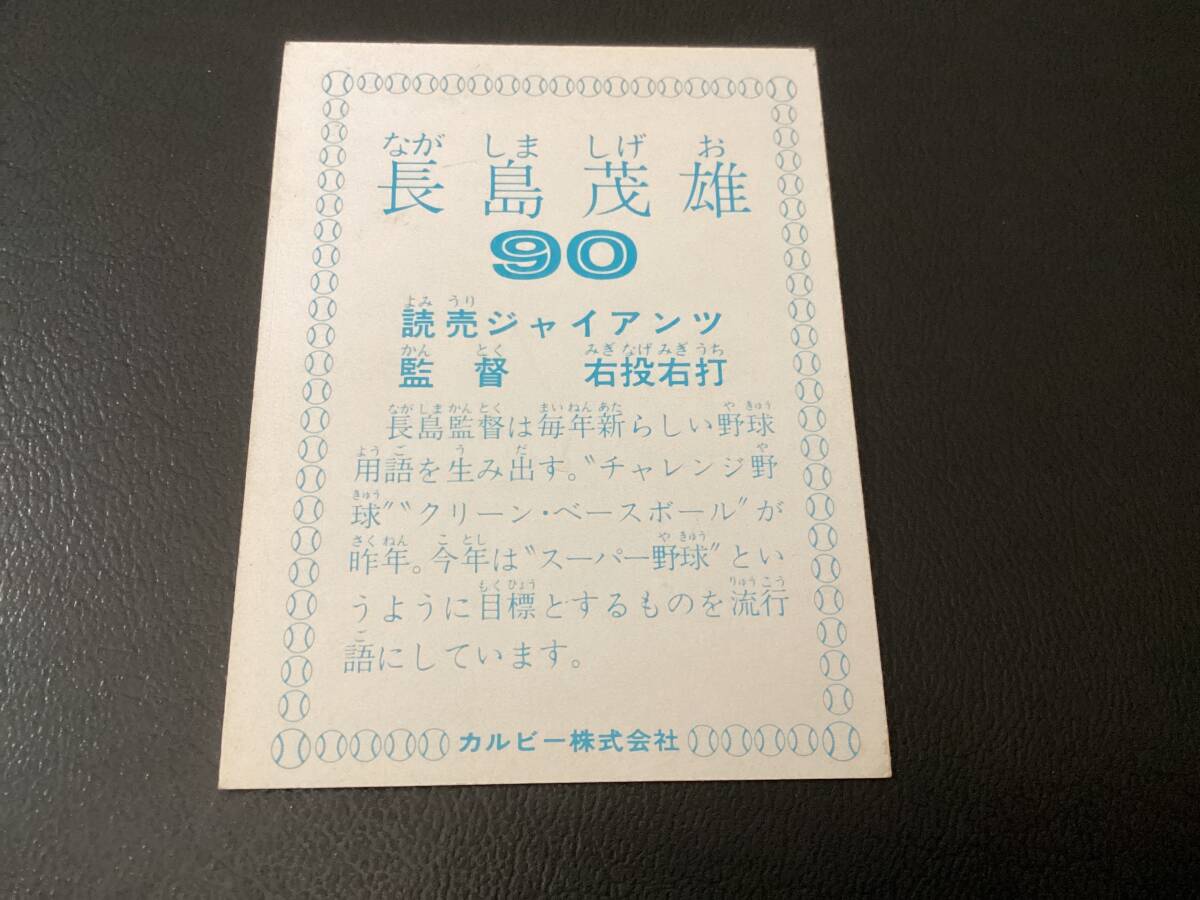 なが しま しげ お
長島茂雄
90
よみ うり
読売ジャイアンツ
かん とく みぎ なげ みぎ うち
監督 右投右打
なが しま かん とく まい ねん あた や きゅう
長島監督は毎年新らしい野球
よう ご う だ や
用語を生み出す。〝チャレンジ野
きゅう
球〞〝クリーン・ベースボール〞が
さく ねん こ とし や きゅう
昨年。今年は〝スーパー野球〞とい
もく ひょう りゅう こう
うように目標とするものを流行
ご
語にしています。
カルビー株式会社